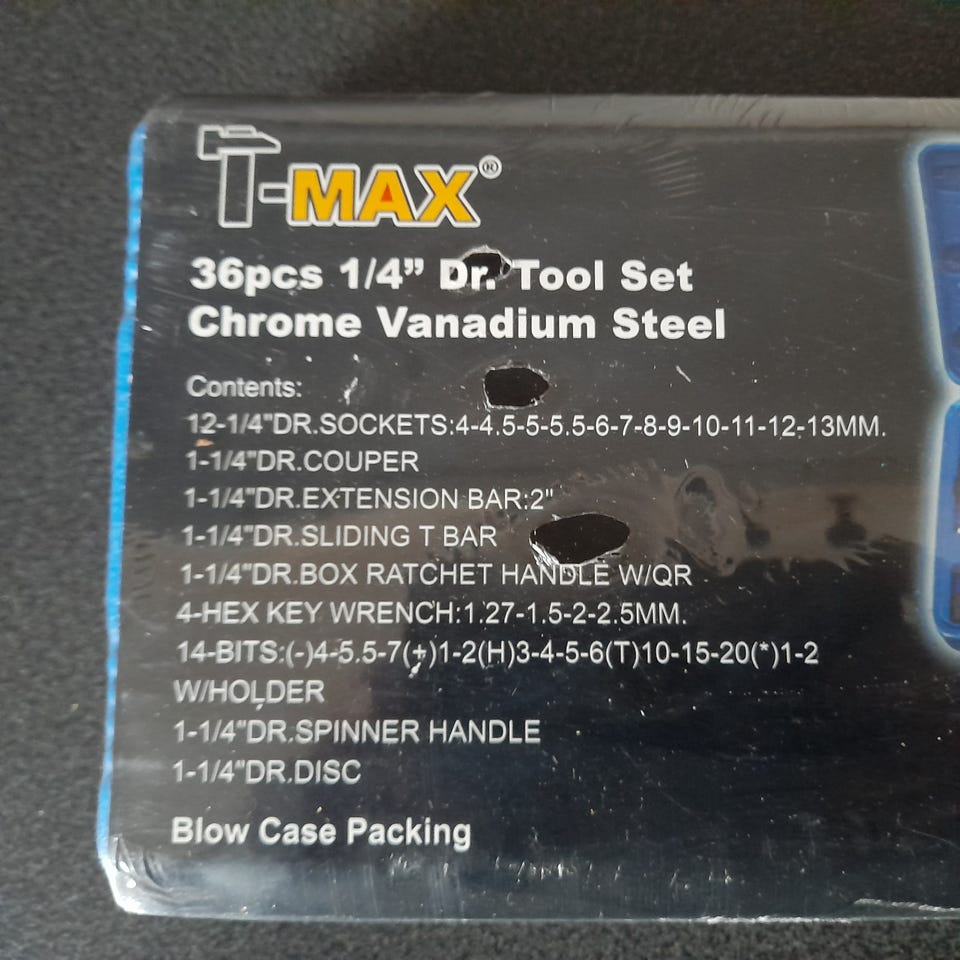 T-MAX®
36pcs 1/4” Dr. Tool Set
Chrome Vanadium Steel
Contents:
12-1/4"DR.SOCKETS:4-4.5-5-5.5-6-7-8-9-10-11-12-13MM.
1-1/4"DR.COUPER
1-1/4"DR.EXTENSION BAR:2"
1-1/4"DR.SLIDING T BAR
1-1/4"DR.BOX RATCHET HANDLE W/QR
4-HEX KEY WRENCH:1.27-1.5-2-2.5MM.
14-BITS:(-)4-5.5-7(+)1-2(H)3-4-5-6(T)10-15-20(*)1-2
W/HOLDER
1-1/4"DR.SPINNER HANDLE
1-1/4"DR.DISC
Blow Case Packing